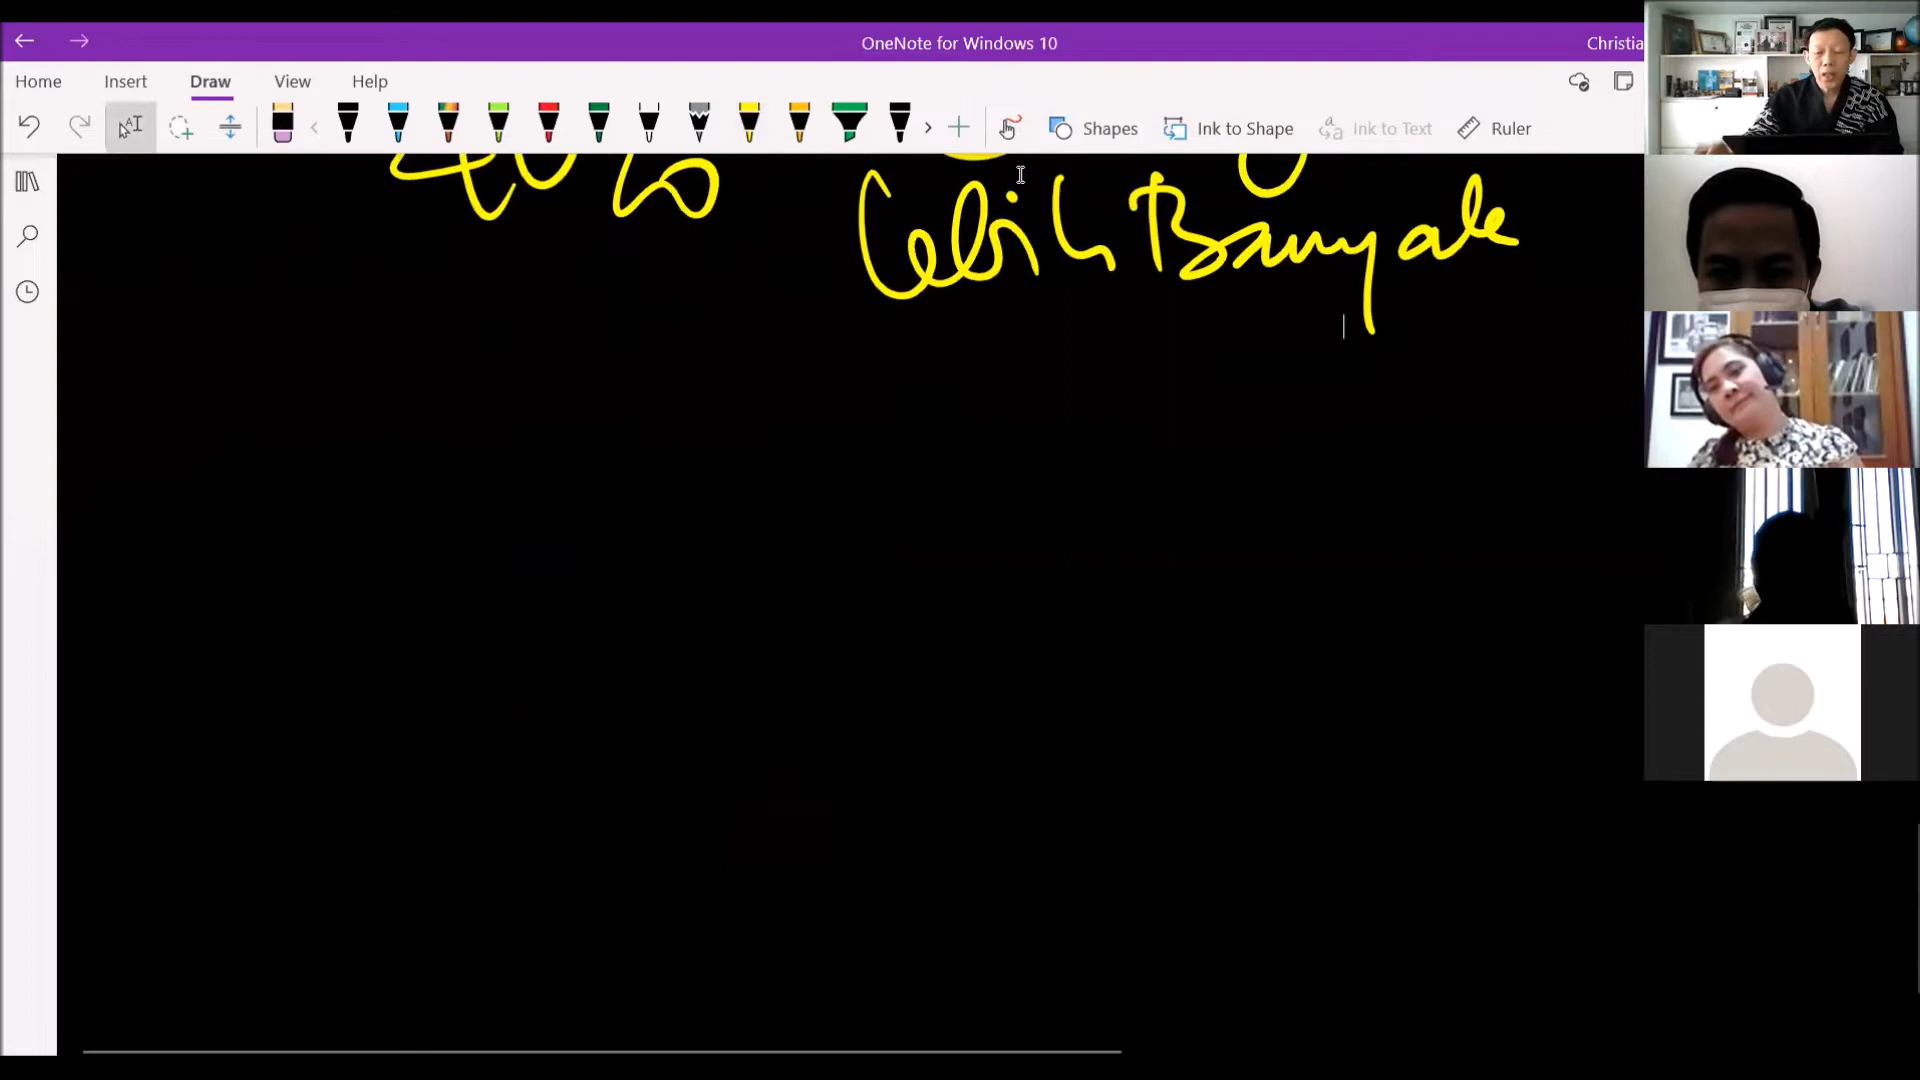 OneNote for Windows 10
Christia
Home Insert Draw View Help
Shapes Ink to Shape Ink to Text Ruler
Lebih Banyak